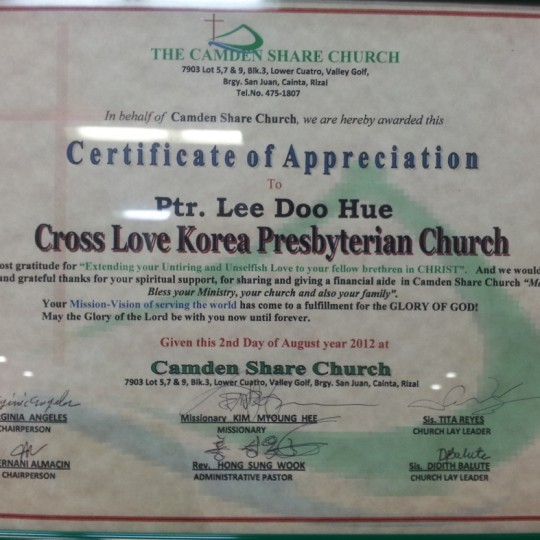 THE CAMDEN SHARE CHURCH
7903 Lot 5,7 & 9, Blk.3, Lower Cuatro, Valley Golf,
Brgy. San Juan, Cainta, Rizal
Tel.No. 475-1807
In behalf of Camden Share Church, we are hereby awarded this
Certificate of Appreciation
To
Ptr. Lee Doo Hue
Cross Love Korea Presbyterian Church
ost gratitude for "Extending your Untiring and Unselfish Love to your fellow brethren in CHRIST". And we would
and grateful thanks for your spiritual support, for sharing and giving a financial aide in Camden Share Church
Bless your Ministry, your church and also your family".
Your Mission-Vision of serving the world has come to a fulfillment for the GLORY OF GOD!
May the Glory of the Lord be with you now until forever.
Given this 2nd Day of August year 2012 at
Camden Share Church
7903 Lot 5,7 & 9, Blk.3, Lower Cuatro, Valley Golf, Brgy. San Juan, Cainta, Rizal
GINIA ANGELES Missionary KIM MYOUNG HEE Sis. TITA REYES
CHAIRPERSON MISSIONARY CHURCH LAY LEADER
ERNANI ALMACIN Rev. HONG SUNG WOOK Sis. DIDITH BALUTE
CHAIRPERSON ADMINISTRATIVE PASTOR CHURCH LAY LEADER